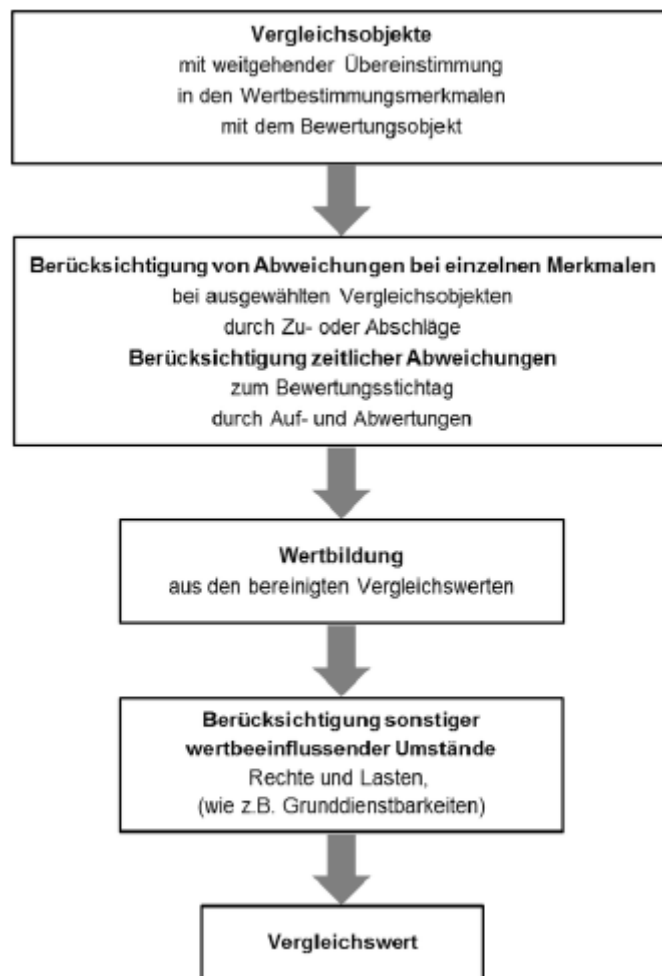 Vergleichsobjekte
mit weitgehender Übereinstimmung
in den Wertbestimmungsmerkmalen
mit dem Bewertungsobjekt
Berücksichtigung von Abweichungen bei einzelnen Merkmalen
bei ausgewählten Vergleichsobjekten
durch Zu- oder Abschläge
Berücksichtigung zeitlicher Abweichungen
zum Bewertungsstichtag
durch Auf- und Abwertungen
Wertbildung
aus den bereinigten Vergleichswerten
Berücksichtigung sonstiger
wertbeeinflussender Umstände
Rechte und Lasten,
(wie z.B. Grunddienstbarkeiten)
Vergleichswert